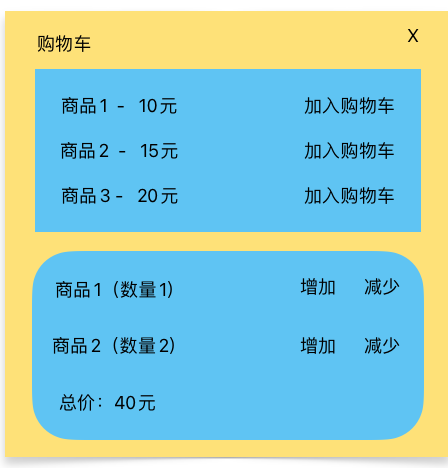 购物车 X
商品1 - 10元 加入购物车
商品2 - 15元 加入购物车
商品3 - 20元 加入购物车
商品1（数量1） 增加 减少
商品2（数量2） 增加 减少
总价：40元